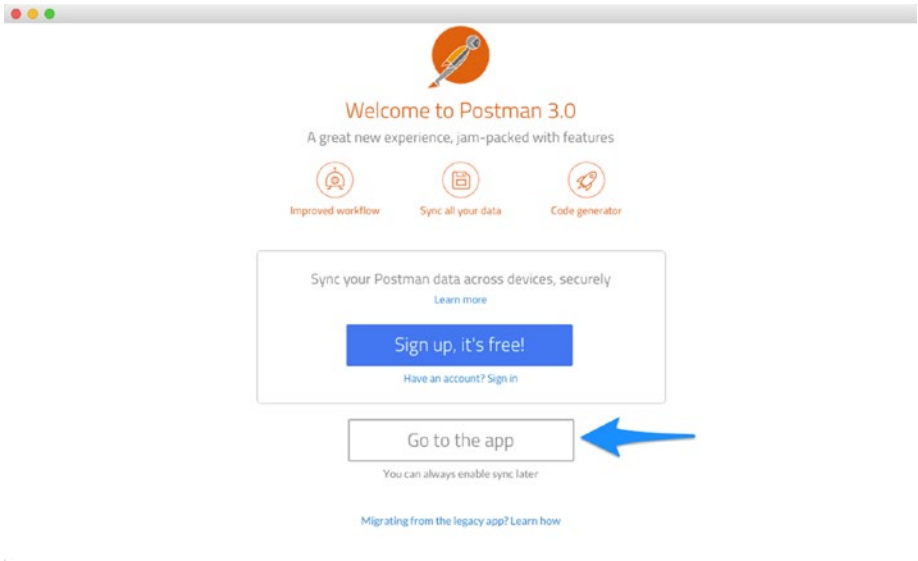 Welcome to Postman 3.0
A great new experience, jam-packed with features
Improved workflow
Sync all your data
Code generator
Sync your Postman data across devices, securely
Learn more
Sign up, it's free!
Have an account? Sign in
Go to the app
You can always enable sync later
Migrating from the legacy app? Learn how